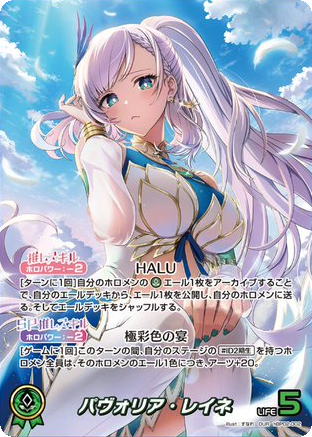 推しスキル
ホロパワー：－2
HALU
[ターンに1回]自分のホロメンの エール1枚をアーカイブすることで、自分のエールデッキから、エール1枚を公開し、自分のホロメンに送る。そしてエールデッキをシャッフルする。
SP推しスキル
ホロパワー：－2
極彩色の宴
[ゲームに1回]このターンの間、自分のステージの #ID2期生 を持つホロメン全員は、そのホロメンのエール1色につき、アーツ+20。
パヴォリア・レイネ
LIFE 5